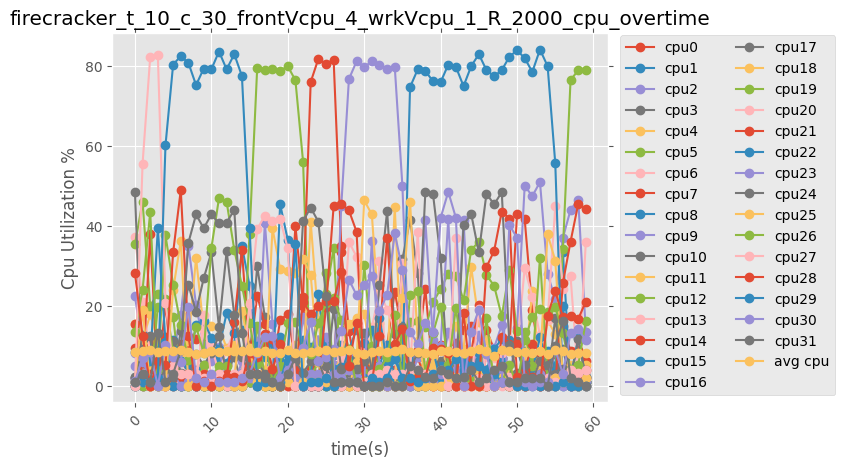 firecracker_t_10_c_30_frontVcpu_4_wrkVcpu_1_R_2000_cpu_overtime
Cpu Utilization %
80
60
40
20
0
0
10
20
30
40
50
60
time(s)
cpu0
cpu1
cpu2
cpu3
cpu4
cpu5
cpu6
cpu7
cpu8
cpu9
cpu10
cpu11
cpu12
cpu13
cpu14
cpu15
cpu16
cpu17
cpu18
cpu19
cpu20
cpu21
cpu22
cpu23
cpu24
cpu25
cpu26
cpu27
cpu28
cpu29
cpu30
cpu31
avg cpu